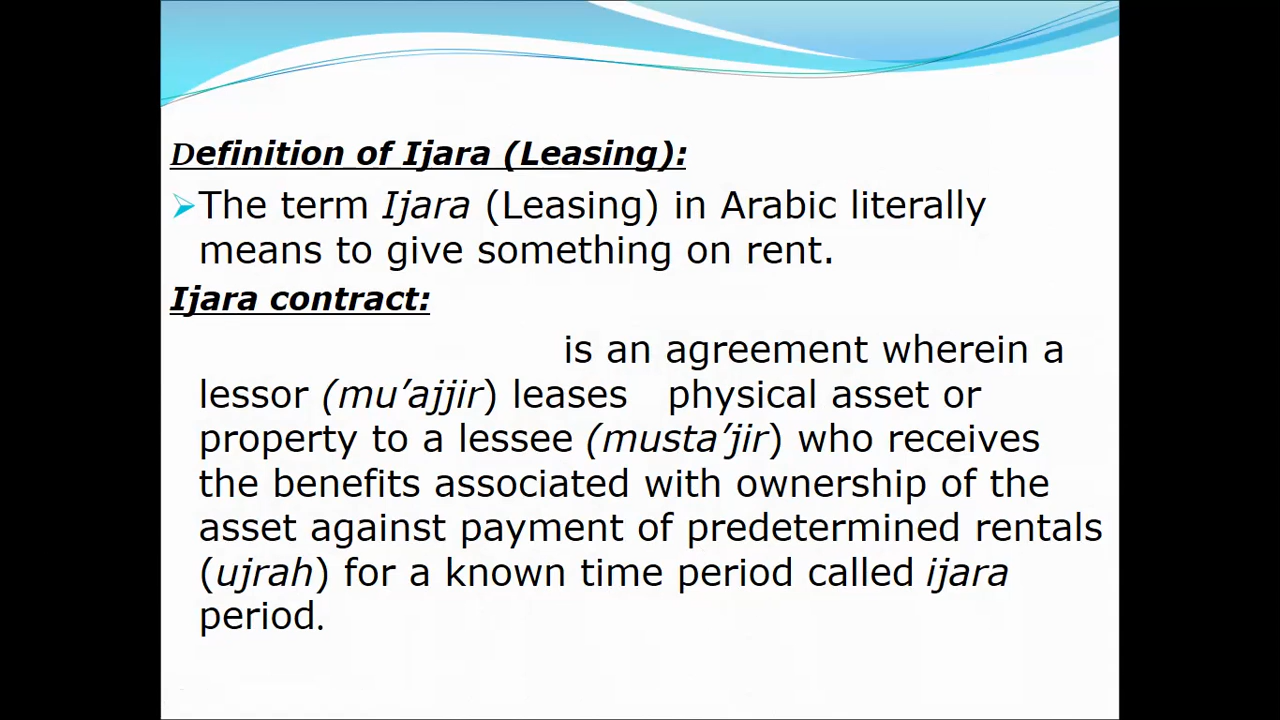 Definition of Ijara (Leasing):
The term Ijara (Leasing) in Arabic literally
means to give something on rent.
Ijara contract:
is an agreement wherein a
lessor (mu’ajjir) leases physical asset or
property to a lessee (musta’jir) who receives
the benefits associated with ownership of the
asset against payment of predetermined rentals
(ujrah) for a known time period called ijara
period.